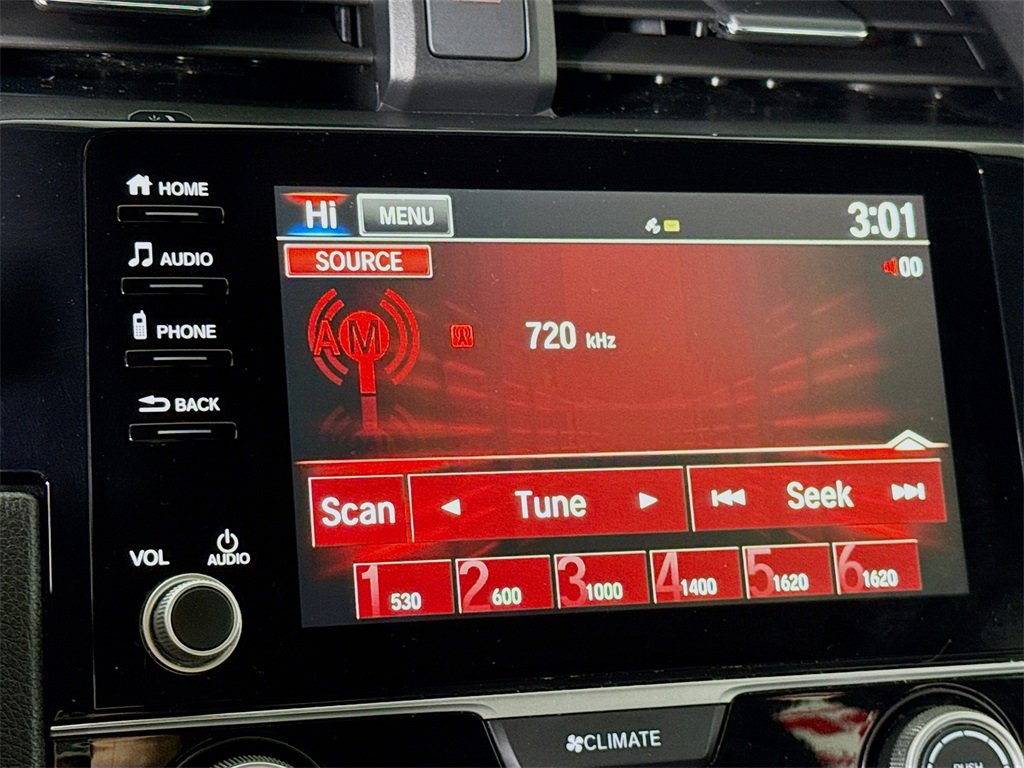 HOME
AUDIO
PHONE
BACK
VOL
AUDIO
Hi MENU 3:01
SOURCE 00
AM 720 kHz
Scan Tune Seek
1 530 2 600 3 1000 4 1400 5 1620 6 1620
CLIMATE
PUSH